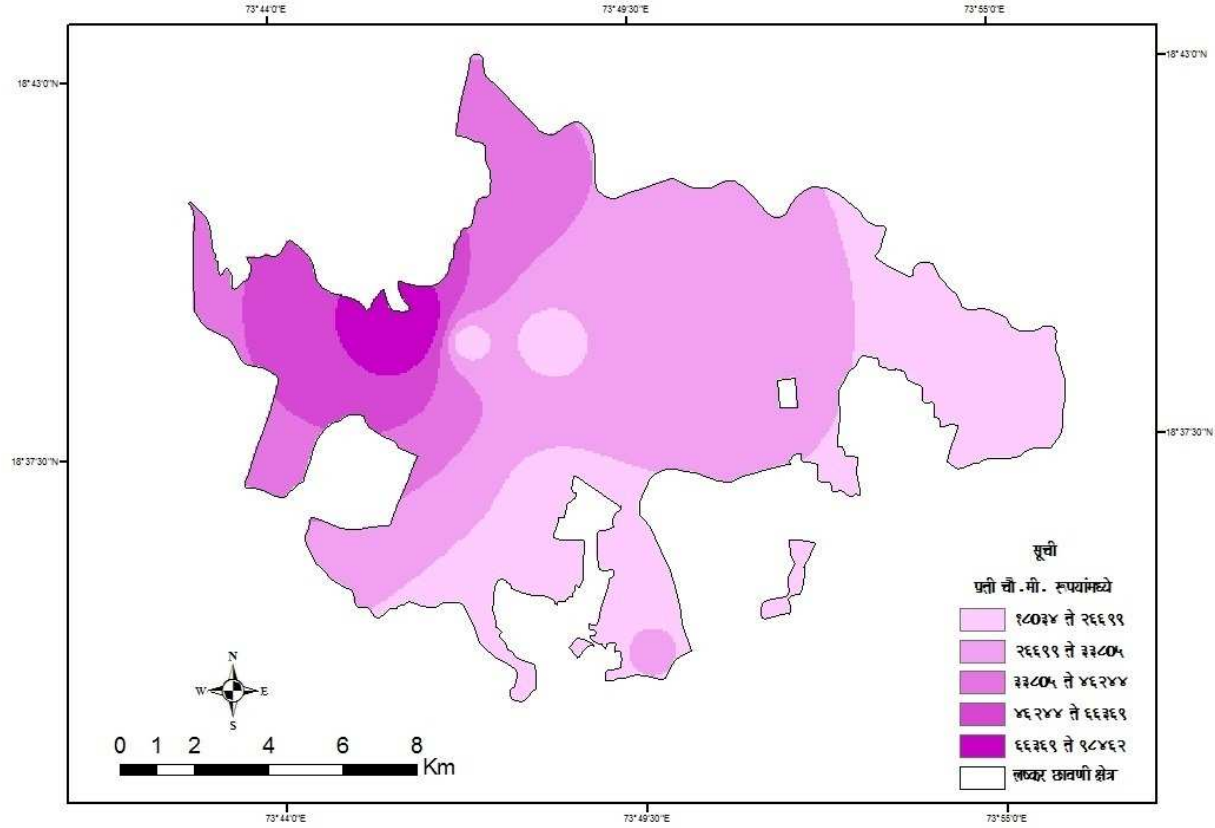 73°44'0"E 73°49'30"E 73°55'0"E
18°43'0"N 18°43'0"N
18°37'30"N 18°37'30"N
सूची
प्रती चौ.मी. रूपयांमध्ये
१८०३४ ते २६६९९
२६६९९ ते ३३८०५
३३८०५ ते ४६२४४
४६२४४ ते ६६३६९
६६३६९ ते ९८४६२
लष्कर छावणी क्षेत्र
N
W E
S
0 1 2 4 6 8
Km
73°44'0"E 73°49'30"E 73°55'0"E